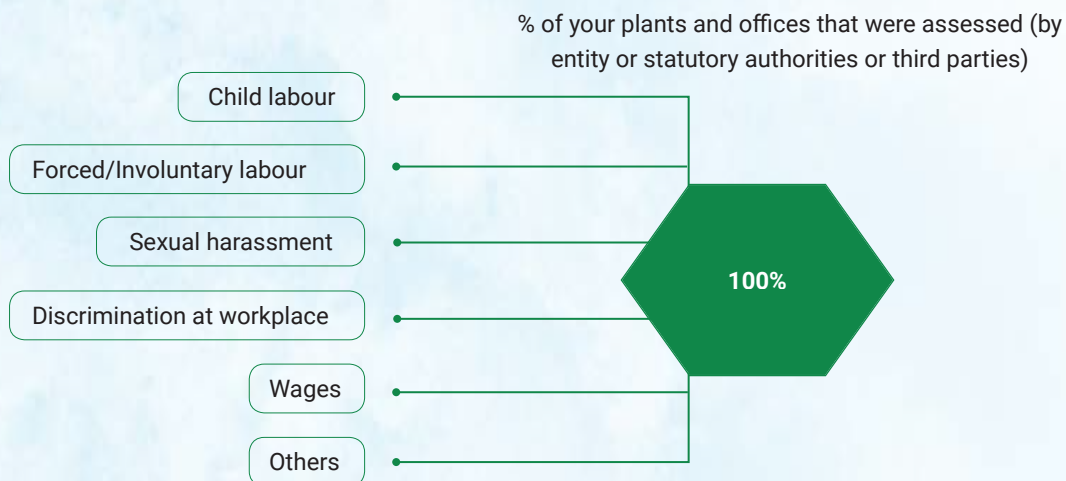 % of your plants and offices that were assessed (by
entity or statutory authorities or third parties)
Child labour
Forced/Involuntary labour
Sexual harassment
Discrimination at workplace
Wages
Others
100%